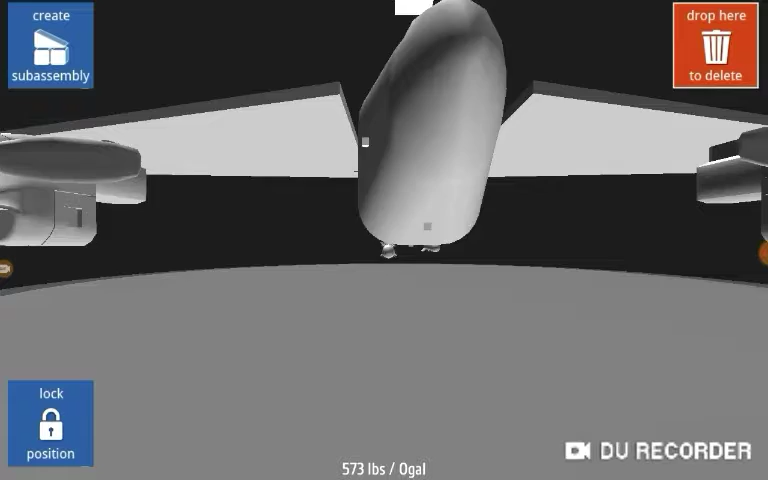 create
subassembly
drop here
to delete
lock
position
573 lbs / 0gal
DU RECORDER